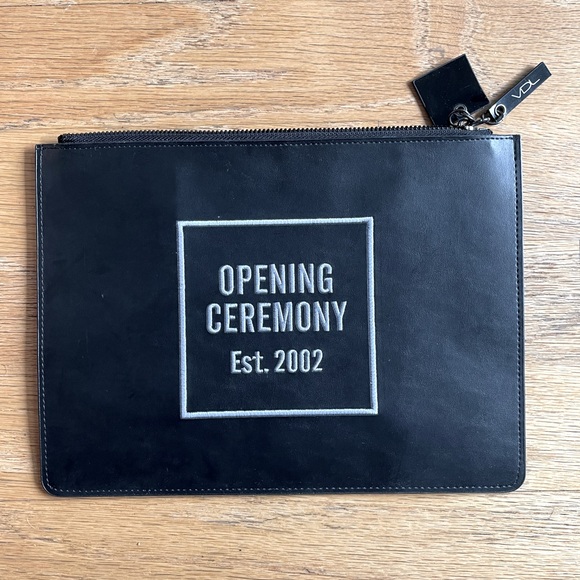 VDL
OPENING
CEREMONY
Est. 2002